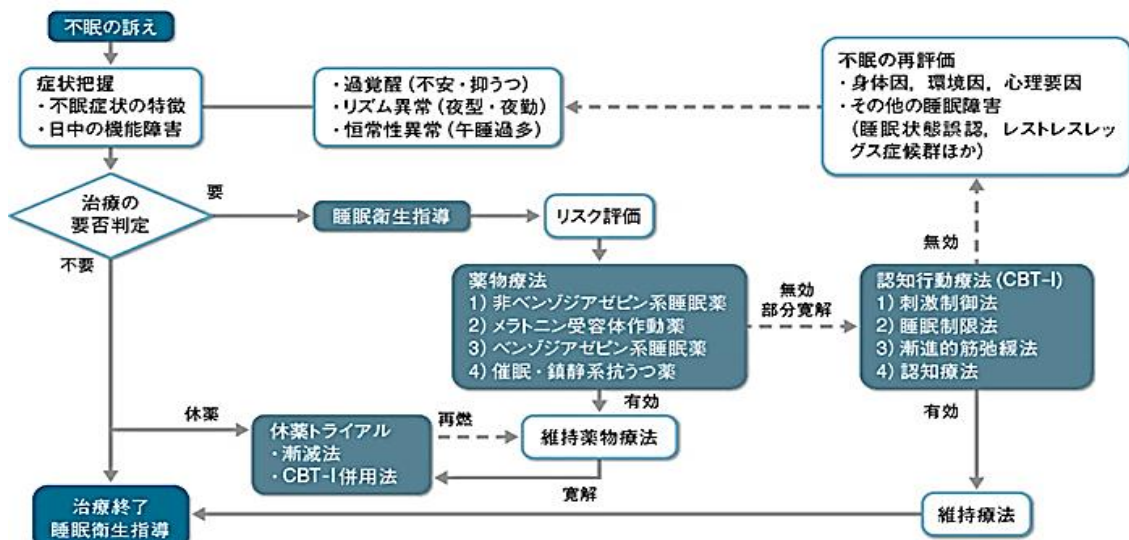 不眠の訴え
症状把握
・不眠症状の特徴
・日中の機能障害
・過覚醒（不安・抑うつ）
・リズム異常（夜型・夜勤）
・恒常性異常（午睡過多）
不眠の再評価
・身体因，環境因，心理要因
・その他の睡眠障害
（睡眠状態誤認，レストレスレッ
グス症候群ほか）
治療の
要否判定
要
不要
睡眠衛生指導
リスク評価
薬物療法
1）非ベンゾジアゼピン系睡眠薬
2）メラトニン受容体作動薬
3）ベンゾジアゼピン系睡眠薬
4）催眠・鎮静系抗うつ薬
無効
部分寛解
認知行動療法（CBT-I）
1）刺激制御法
2）睡眠制限法
3）漸進的筋弛緩法
4）認知療法
無効
有効
有効
休薬
休薬トライアル
・漸減法
・CBT-I併用法
再燃
維持薬物療法
寛解
維持療法
治療終了
睡眠衛生指導